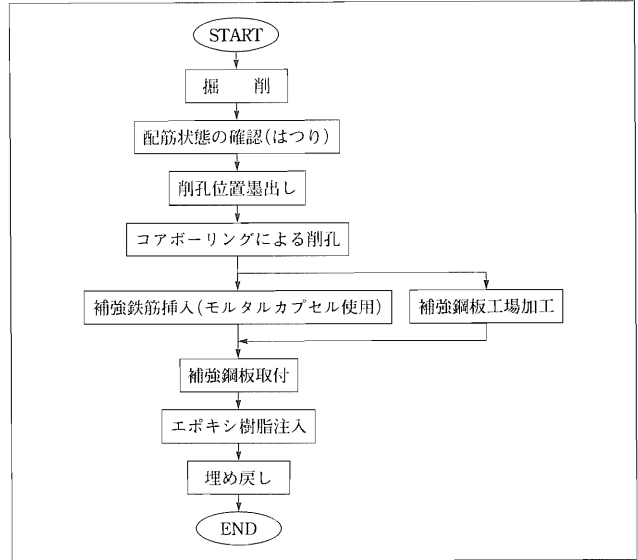 START
掘　　削
配筋状態の確認(はつり)
削孔位置墨出し
コアボーリングによる削孔
補強鉄筋挿入(モルタルカプセル使用)
補強鋼板工場加工
補強鋼板取付
エポキシ樹脂注入
埋め戻し
END